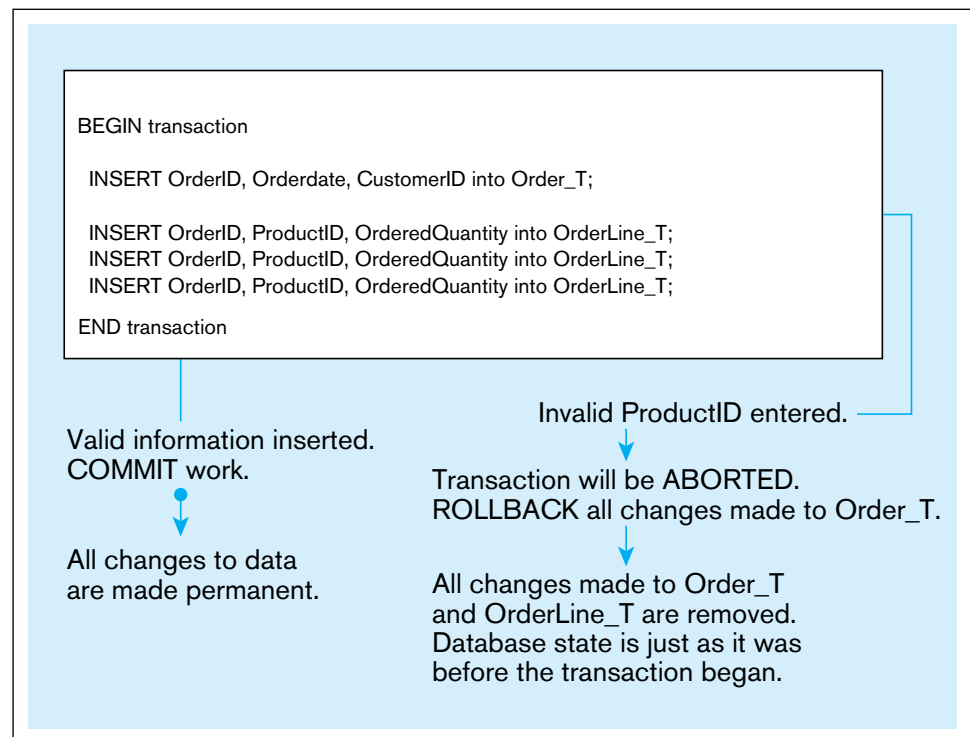 BEGIN transaction
INSERT OrderID, Orderdate, CustomerID into Order_T;
INSERT OrderID, ProductID, OrderedQuantity into OrderLine_T;
INSERT OrderID, ProductID, OrderedQuantity into OrderLine_T;
INSERT OrderID, ProductID, OrderedQuantity into OrderLine_T;
END transaction
Valid information inserted.
COMMIT work.
All changes to data
are made permanent.
Invalid ProductID entered.
Transaction will be ABORTED.
ROLLBACK all changes made to Order_T.
All changes made to Order_T
and OrderLine_T are removed.
Database state is just as it was
before the transaction began.